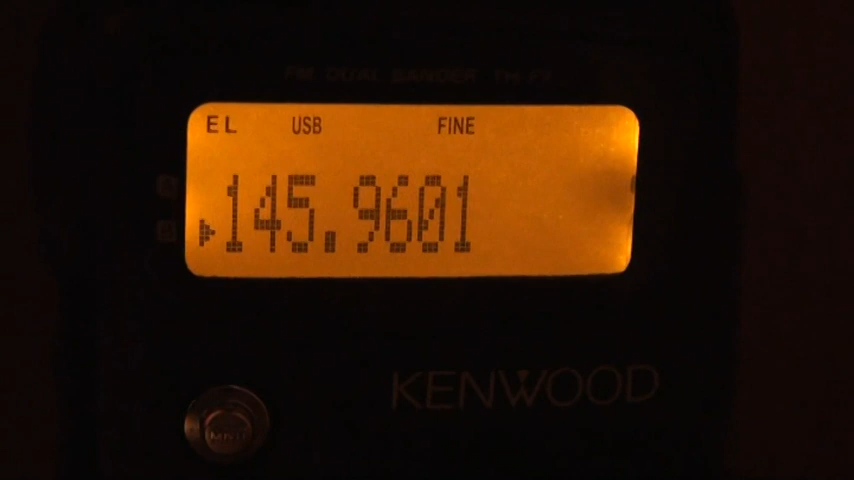 FM DUAL BANDER TH-F7
EL USB FINE
A
B
▶145.9601
KENWOOD